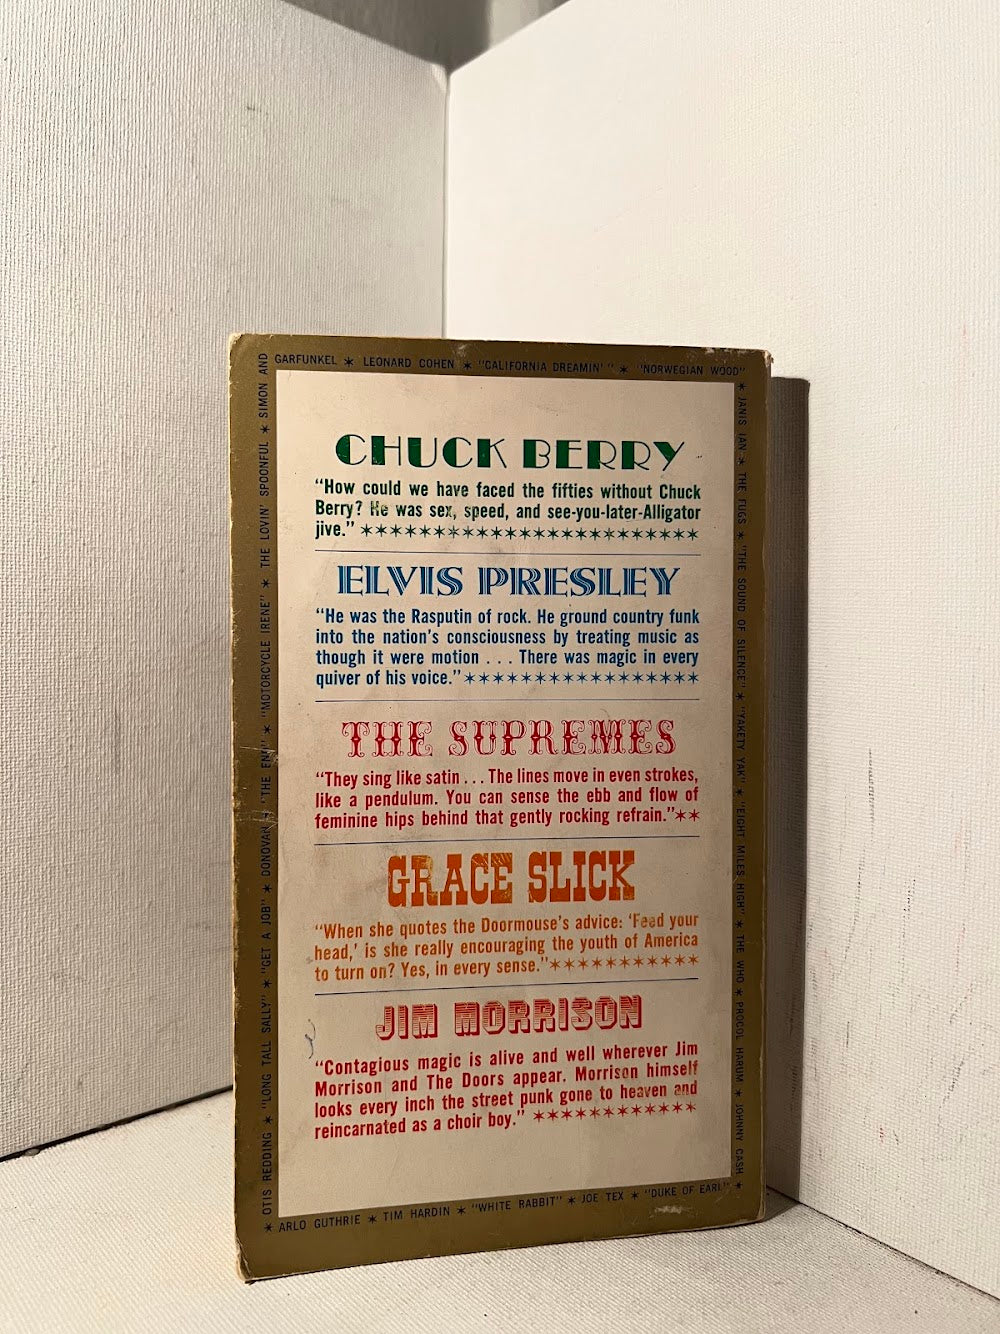 SIMON AND GARFUNKEL * LEONARD COHEN * "CALIFORNIA DREAMIN'" * "NORWEGIAN WOOD"
* JANIS IAN * THE FUGS * "THE SOUND OF SILENCE" * "YAKETY YAK" * "EIGHT MILES HIGH" * THE WHO * PROCOL HARUM * JOHNNY CASH *
CHUCK BERRY
"How could we have faced the fifties without Chuck
Berry? He was sex, speed, and see-you-later-Alligator
jive." ************************
ELVIS PRESLEY
"He was the Rasputin of rock. He ground country funk
into the nation's consciousness by treating music as
though it were motion . . . There was magic in every
quiver of his voice."*****************
THE SUPREMES
"They sing like satin . . . The lines move in even strokes,
like a pendulum. You can sense the ebb and flow of
feminine hips behind that gently rocking refrain."**
GRACE SLICK
"When she quotes the Doormouse's advice: 'Feed your
head,' is she really encouraging the youth of America
to turn on? Yes, in every sense."***********
JIM MORRISON
"Contagious magic is alive and well wherever Jim
Morrison and The Doors appear. Morrison himself
looks every inch the street punk gone to heaven and
reincarnated as a choir boy." ************
* ARLO GUTHRIE * TIM HARDIN * "WHITE RABBIT" * JOE TEX * "DUKE OF EARL"
OTIS REDDING * "LONG TALL SALLY" * "GET A JOB" * DONOVAN * "THE END" * "MOTORCYCLE IRENE" * THE LOVIN' SPOONFUL *